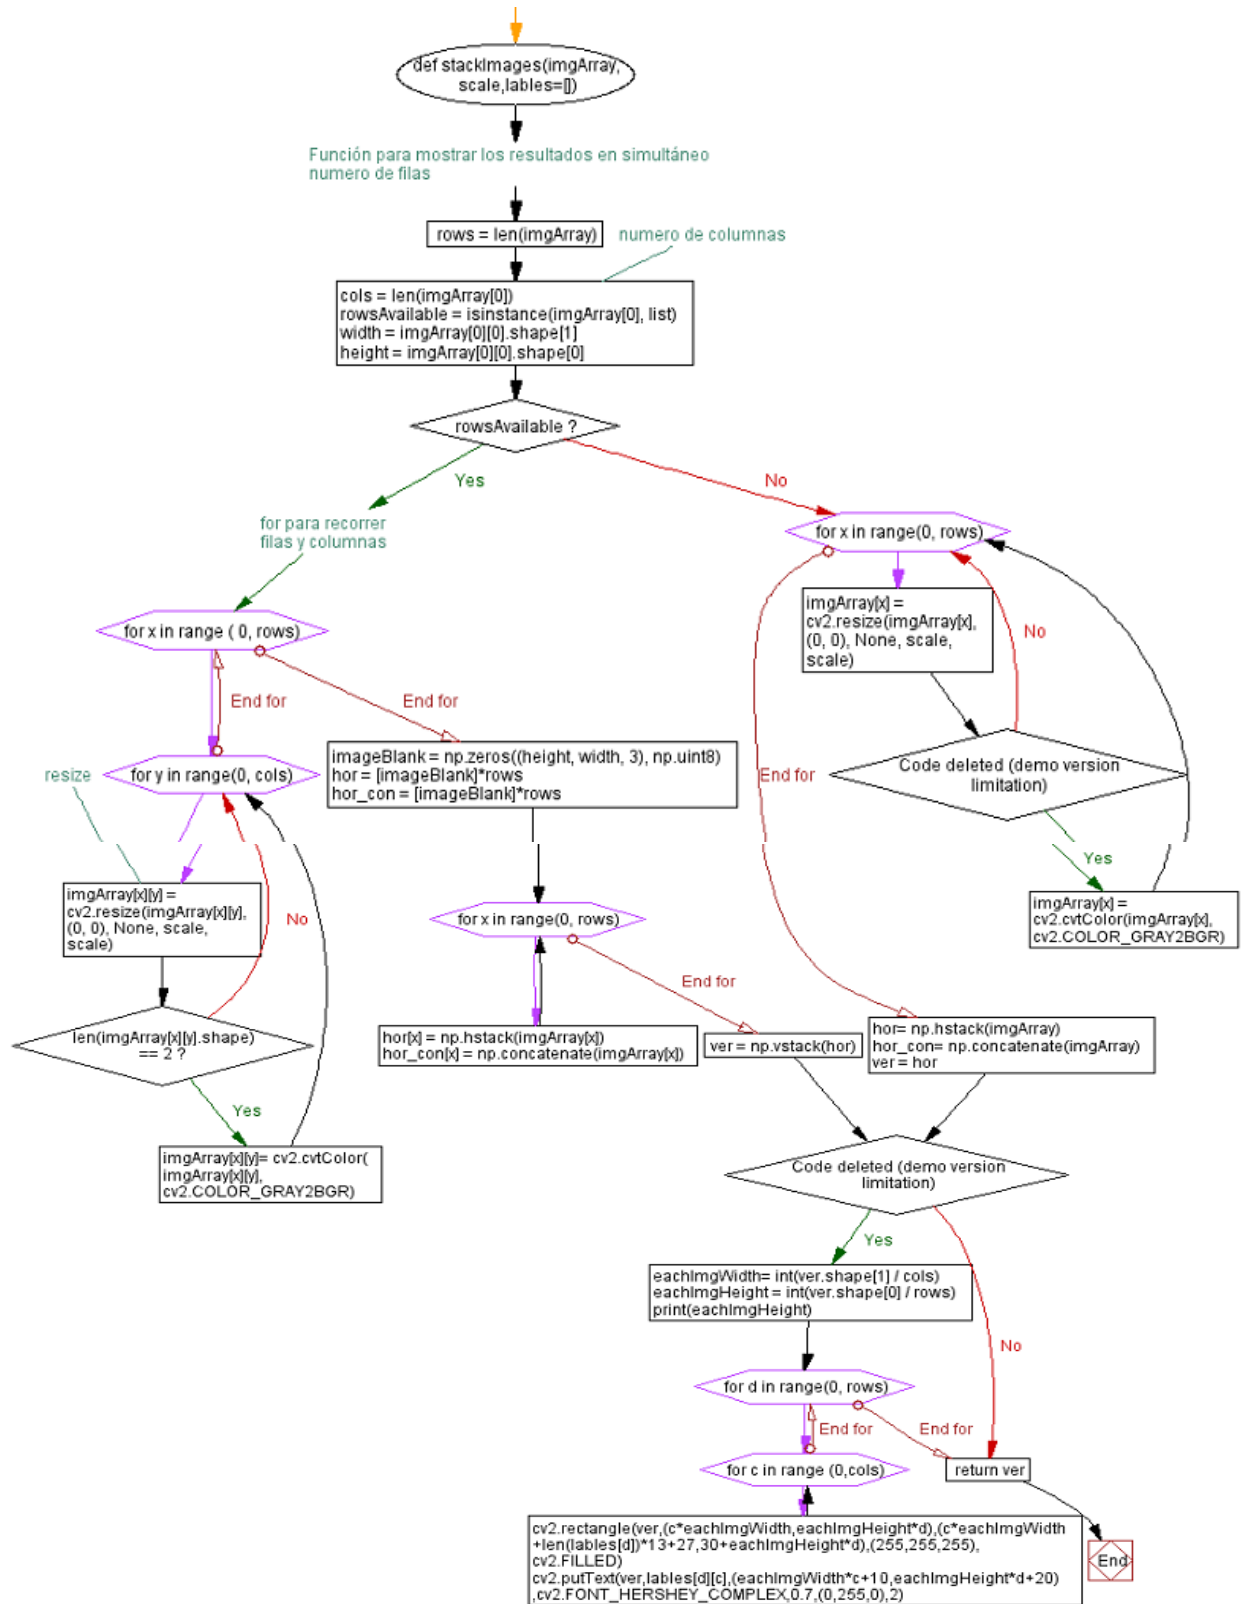 def stackImages(imgArray,
scale,lables=[])
Función para mostrar los resultados en simultáneo
numero de filas
rows = len(imgArray)
numero de columnas
cols = len(imgArray[0])
rowsAvailable = isinstance(imgArray[0], list)
width = imgArray[0][0].shape[1]
height = imgArray[0][0].shape[0]
rowsAvailable ?
Yes
No
for para recorrer
filas y columnas
for x in range(0, rows)
imgArray[x] =
cv2.resize(imgArray[x],
(0, 0), None, scale,
scale)
No
for x in range ( 0, rows)
End for
End for
imageBlank = np.zeros((height, width, 3), np.uint8)
hor = [imageBlank]*rows
hor_con = [imageBlank]*rows
resize
for y in range(0, cols)
End for
Code deleted (demo version
limitation)
Yes
imgArray[x][y] =
cv2.resize(imgArray[x][y],
(0, 0), None, scale,
scale)
No
for x in range(0, rows)
imgArray[x] =
cv2.cvtColor(imgArray[x],
cv2.COLOR_GRAY2BGR)
End for
len(imgArray[x][y].shape)
== 2 ?
hor[x] = np.hstack(imgArray[x])
hor_con[x] = np.concatenate(imgArray[x])
ver = np.vstack(hor)
hor= np.hstack(imgArray)
hor_con= np.concatenate(imgArray)
ver = hor
Yes
imgArray[x][y]= cv2.cvtColor(
imgArray[x][y],
cv2.COLOR_GRAY2BGR)
Code deleted (demo version
limitation)
Yes
eachImgWidth= int(ver.shape[1] / cols)
eachImgHeight = int(ver.shape[0] / rows)
print(eachImgHeight)
No
for d in range(0, rows)
End for
End for
for c in range (0,cols)
return ver
cv2.rectangle(ver,(c*eachImgWidth,eachImgHeight*d),(c*eachImgWidth
+len(lables[d])*13+27,30+eachImgHeight*d),(255,255,255),
cv2.FILLED)
cv2.putText(ver,lables[d][c],(eachImgWidth*c+10,eachImgHeight*d+20)
,cv2.FONT_HERSHEY_COMPLEX,0.7,(0,255,0),2)
End